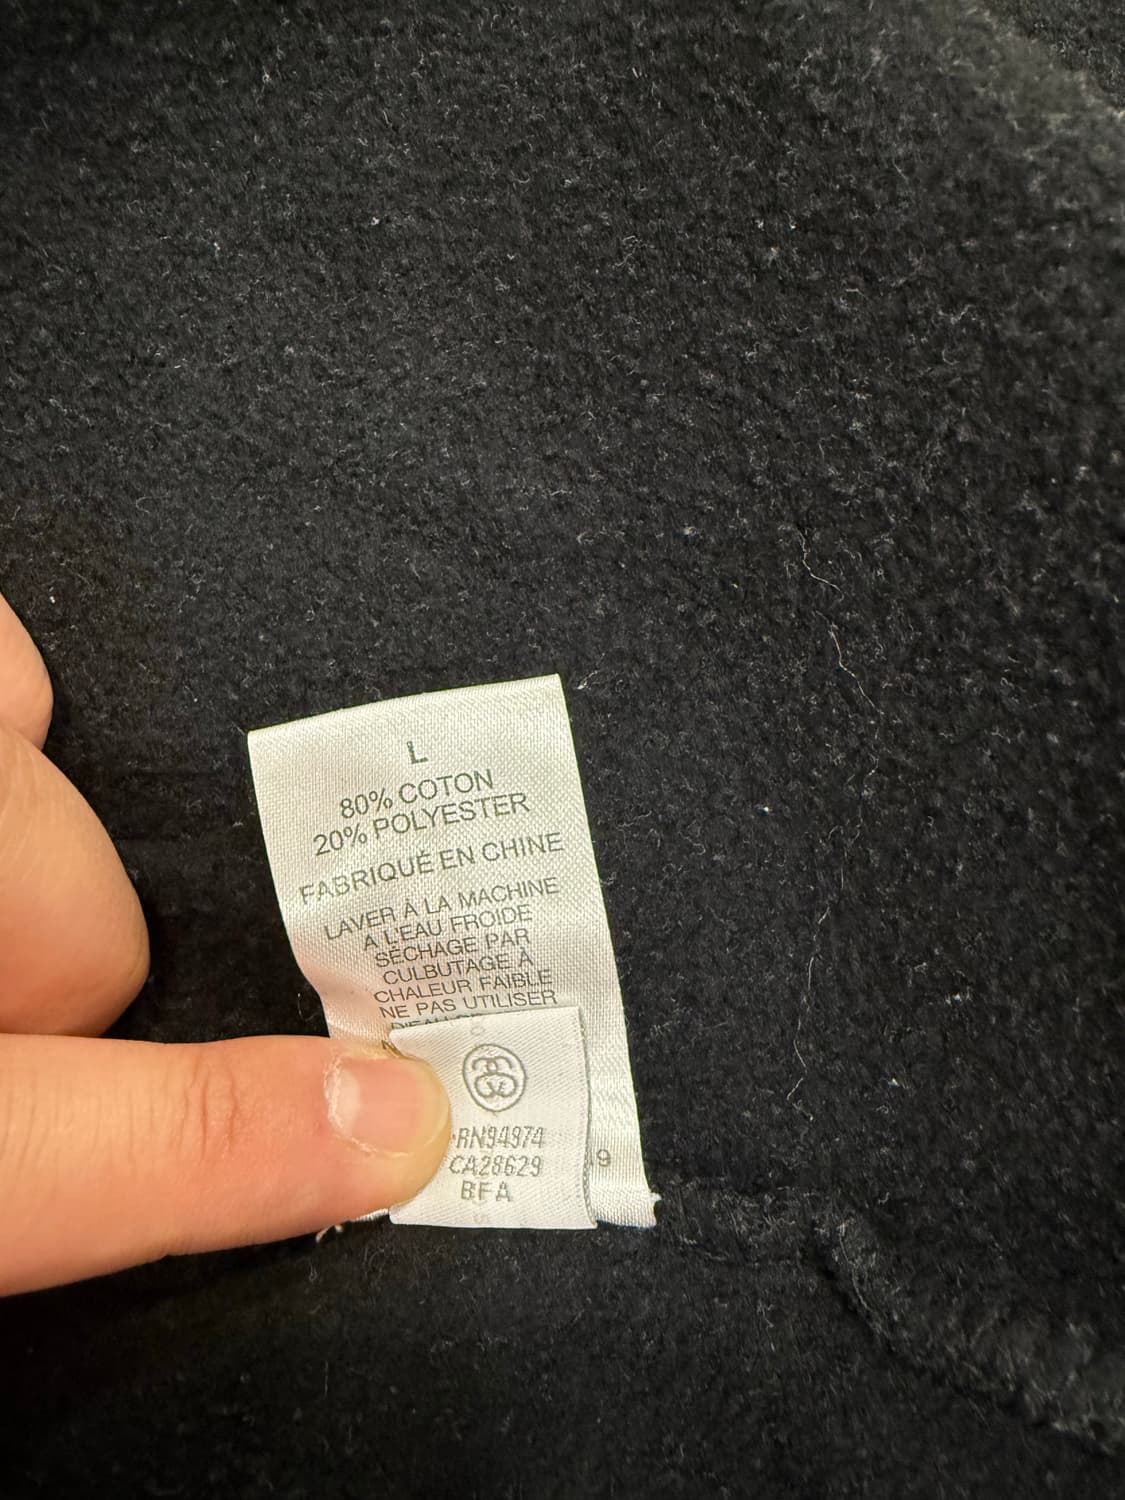 L
80% COTON
20% POLYESTER
FABRIQUÉ EN CHINE
LAVER À LA MACHINE
A L'EAU FROIDE
SÉCHAGE PAR
CULBUTAGE À
CHALEUR FAIBLE
NE PAS UTILISER
RN94974
CA28629
BFA